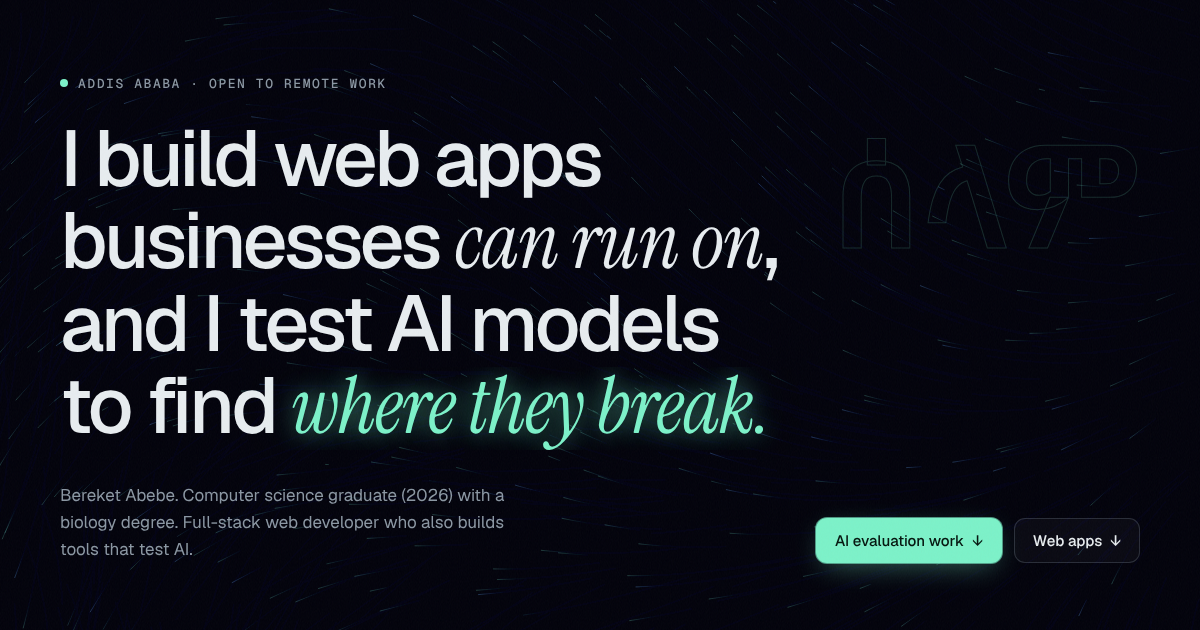 ADDIS ABABA · OPEN TO REMOTE WORK
I build web apps
businesses can run on,
and I test AI models
to find where they break.
ሰላም
Bereket Abebe. Computer science graduate (2026) with a
biology degree. Full-stack web developer who also builds
tools that test AI.
AI evaluation work ↓
Web apps ↓